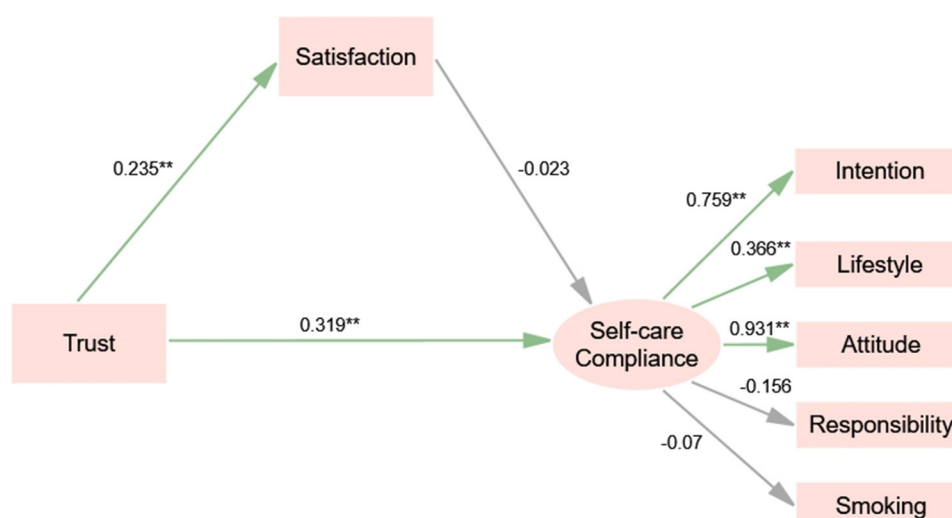 Satisfaction
0.235**
-0.023
Intention
0.759**
0.366**
Lifestyle
Trust
0.319**
Self-care
Compliance
0.931**
Attitude
-0.156
Responsibility
-0.07
Smoking